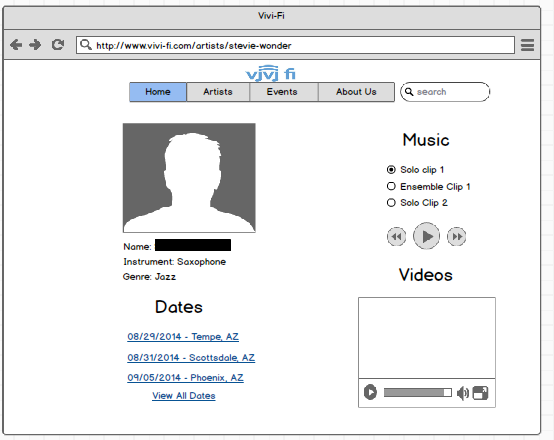 Vivi-Fi
http://www.vivi-fi.com/artists/stevie-wonder
vivi fi
Home Artists Events About Us search
Music
Solo clip 1
Ensemble Clip 1
Solo Clip 2
Name:
Instrument: Saxophone
Genre: Jazz
Videos
Dates
08/29/2014 - Tempe, AZ
08/31/2014 - Scottsdale, AZ
09/05/2014 - Phoenix, AZ
View All Dates